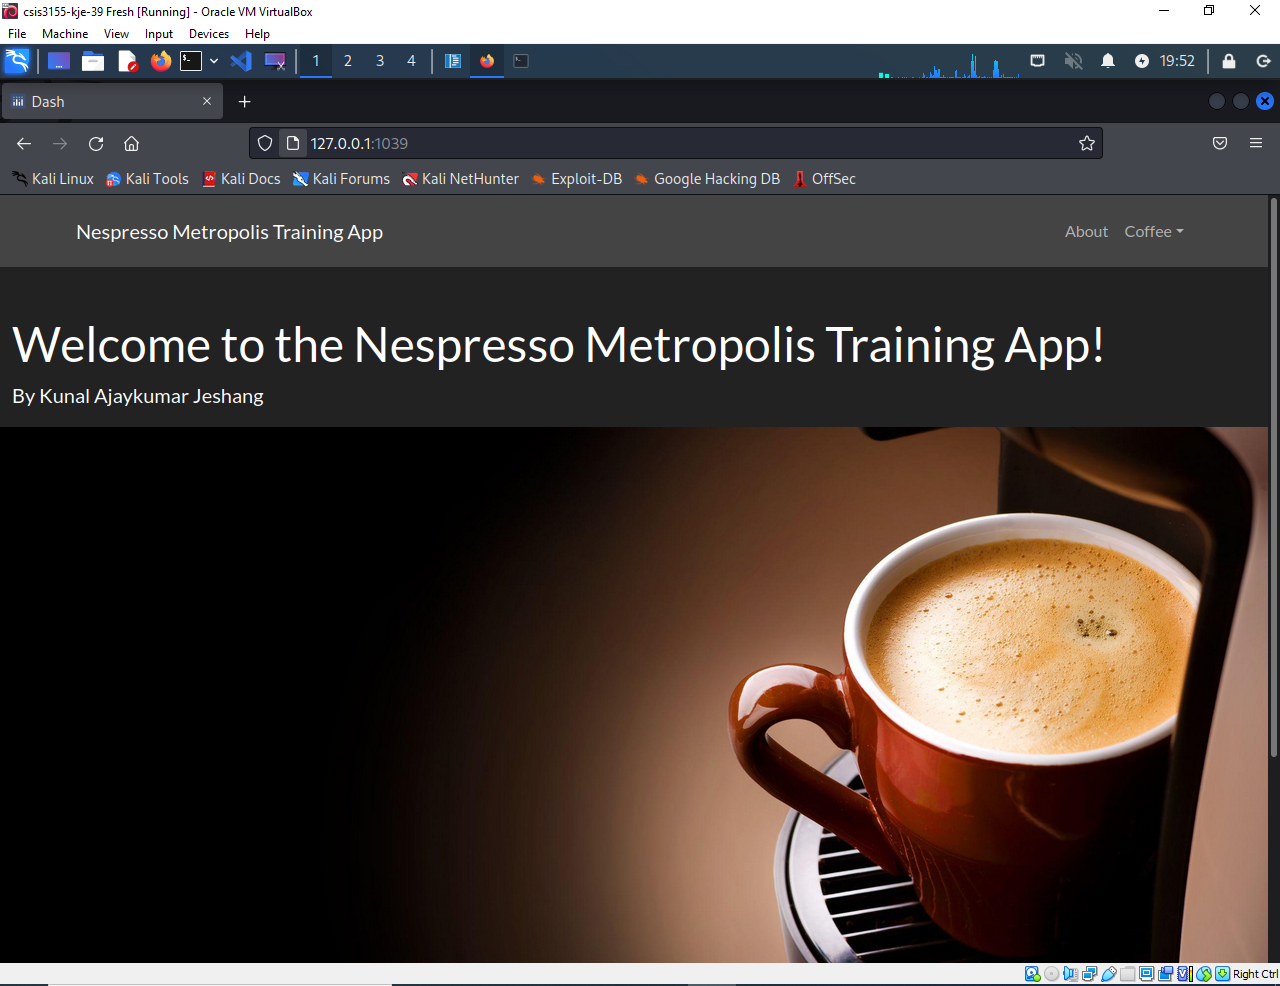 csis3155-kje-39 Fresh [Running] - Oracle VM VirtualBox
File Machine View Input Devices Help
1 2 3 4 19:52
Dash
127.0.0.1:1039
Kali Linux Kali Tools Kali Docs Kali Forums Kali NetHunter Exploit-DB Google Hacking DB OffSec
Nespresso Metropolis Training App About Coffee
Welcome to the Nespresso Metropolis Training App!
By Kunal Ajaykumar Jeshang
Right Ctrl